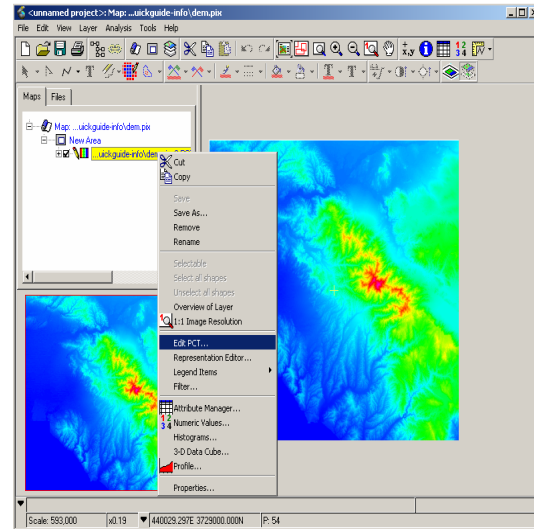 <unnamed project>: Map: ...uickguide-info\dem.pix
File Edit View Layer Analysis Tools Help
Maps Files
Map: ...uickguide-info\dem.pix
New Area
...uickguide-info\dem
Cut
Copy
Save
Save As...
Remove
Rename
Selectable
Select all shapes
Unselect all shapes
Overview of Layer
1:1 Image Resolution
Edit PCT...
Representation Editor...
Legend Items
Filter...
Attribute Manager...
Numeric Values...
Histograms...
3-D Data Cube...
Profile...
Properties...
Scale: 593,000 x0.19 440029.297E 3729000.000N P: 54